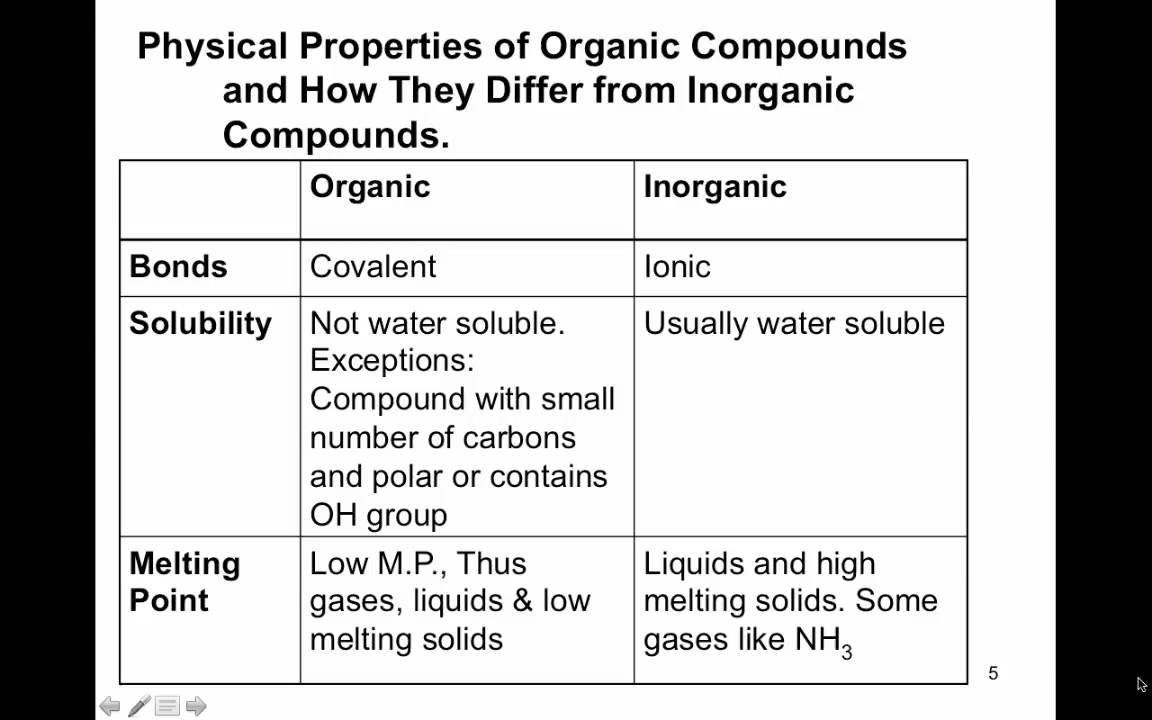 Physical Properties of Organic Compounds
and How They Differ from Inorganic
Compounds.
Organic
Inorganic
Bonds
Covalent
Ionic
Solubility
Not water soluble.
Exceptions:
Compound with small
number of carbons
and polar or contains
OH group
Usually water soluble
Melting
Point
Low M.P., Thus
gases, liquids & low
melting solids
Liquids and high
melting solids. Some
gases like NH₃
5